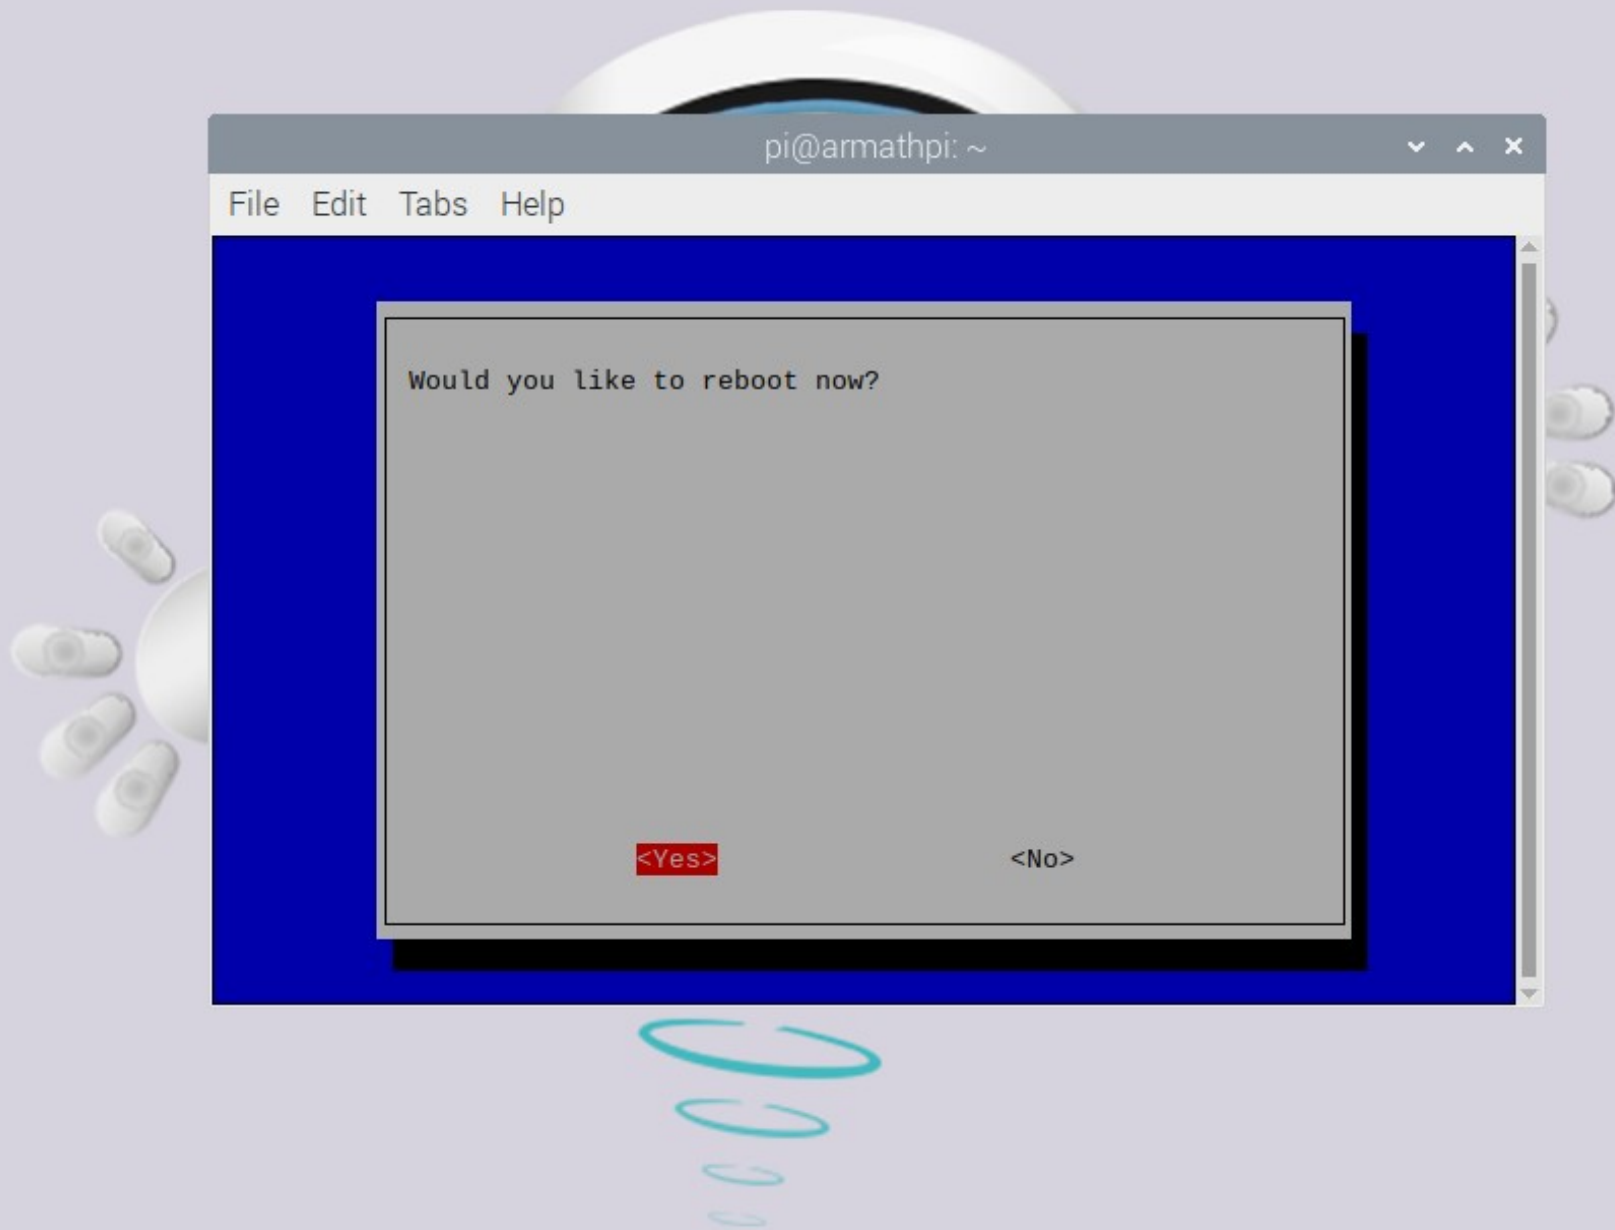 pi@armathpi: ~
File Edit Tabs Help
Would you like to reboot now?
<Yes> <No>